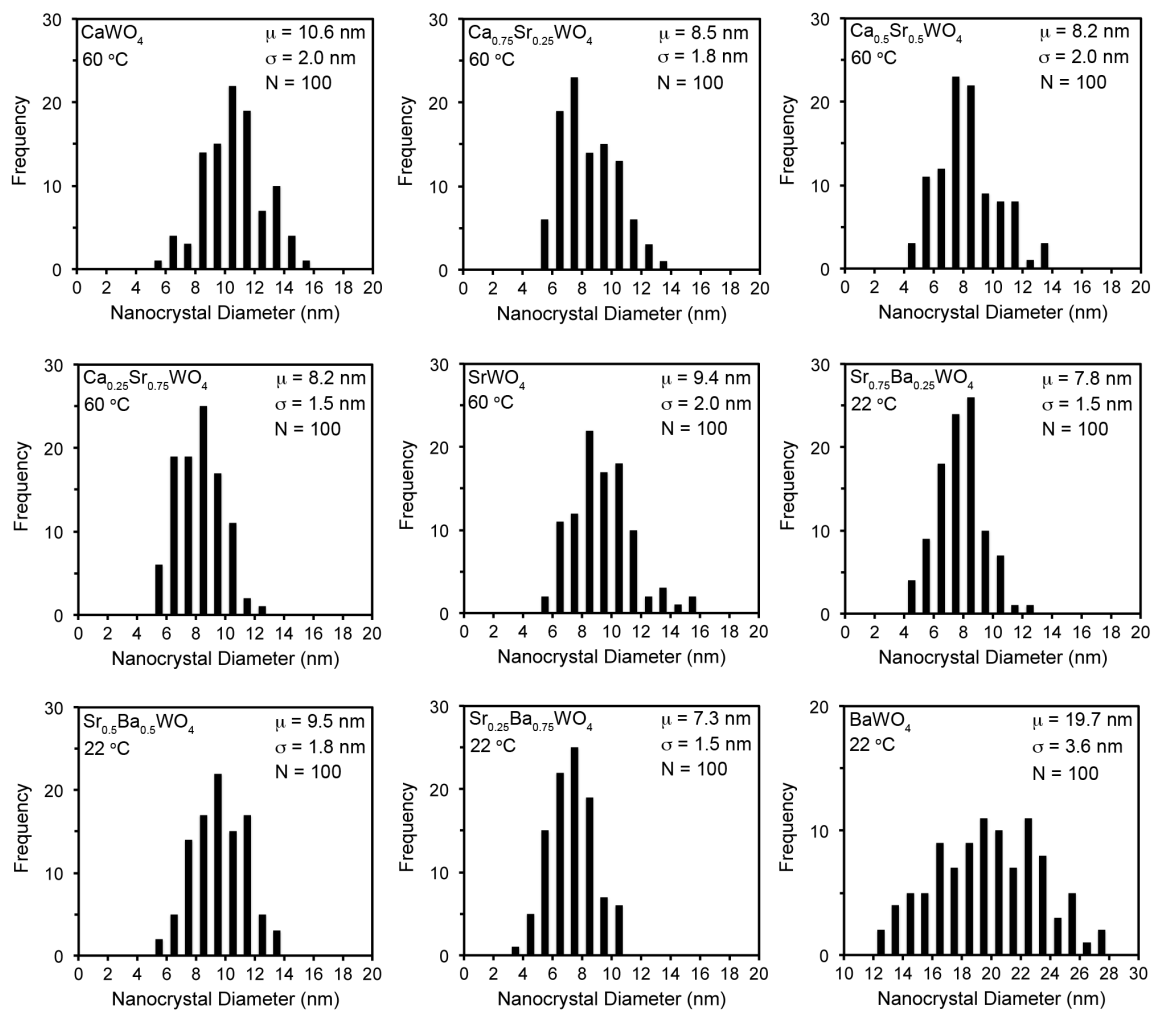 CaWO₄
60 °C
μ = 10.6 nm
σ = 2.0 nm
N = 100
30
20
10
0
Frequency
0 2 4 6 8 10 12 14 16 18 20
Nanocrystal Diameter (nm)
Ca₀.₇₅Sr₀.₂₅WO₄
60 °C
μ = 8.5 nm
σ = 1.8 nm
N = 100
30
20
10
0
Frequency
0 2 4 6 8 10 12 14 16 18 20
Nanocrystal Diameter (nm)
Ca₀.₅Sr₀.₅WO₄
60 °C
μ = 8.2 nm
σ = 2.0 nm
N = 100
30
20
10
0
Frequency
0 2 4 6 8 10 12 14 16 18 20
Nanocrystal Diameter (nm)
Ca₀.₂₅Sr₀.₇₅WO₄
60 °C
μ = 8.2 nm
σ = 1.5 nm
N = 100
30
20
10
0
Frequency
0 2 4 6 8 10 12 14 16 18 20
Nanocrystal Diameter (nm)
SrWO₄
60 °C
μ = 9.4 nm
σ = 2.0 nm
N = 100
30
20
10
0
Frequency
0 2 4 6 8 10 12 14 16 18 20
Nanocrystal Diameter (nm)
Sr₀.₇₅Ba₀.₂₅WO₄
22 °C
μ = 7.8 nm
σ = 1.5 nm
N = 100
30
20
10
0
Frequency
0 2 4 6 8 10 12 14 16 18 20
Nanocrystal Diameter (nm)
Sr₀.₅Ba₀.₅WO₄
22 °C
μ = 9.5 nm
σ = 1.8 nm
N = 100
30
20
10
0
Frequency
0 2 4 6 8 10 12 14 16 18 20
Nanocrystal Diameter (nm)
Sr₀.₂₅Ba₀.₇₅WO₄
22 °C
μ = 7.3 nm
σ = 1.5 nm
N = 100
30
20
10
0
Frequency
0 2 4 6 8 10 12 14 16 18 20
Nanocrystal Diameter (nm)
BaWO₄
22 °C
μ = 19.7 nm
σ = 3.6 nm
N = 100
20
10
0
Frequency
10 12 14 16 18 20 22 24 26 28 30
Nanocrystal Diameter (nm)